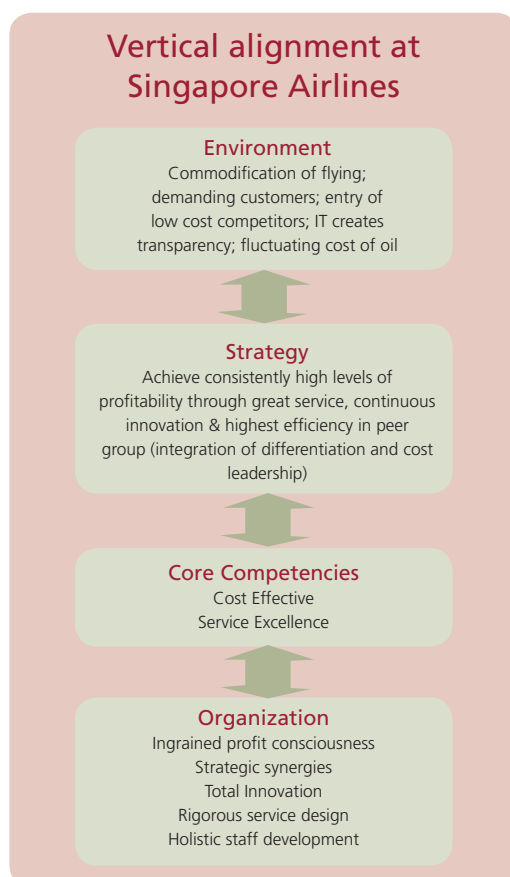 Vertical alignment at
Singapore Airlines
Environment
Commodification of flying;
demanding customers; entry of
low cost competitors; IT creates
transparency; fluctuating cost of oil
Strategy
Achieve consistently high levels of
profitability through great service, continuous
innovation & highest efficiency in peer
group (integration of differentiation and cost
leadership)
Core Competencies
Cost Effective
Service Excellence
Organization
Ingrained profit consciousness
Strategic synergies
Total Innovation
Rigorous service design
Holistic staff development